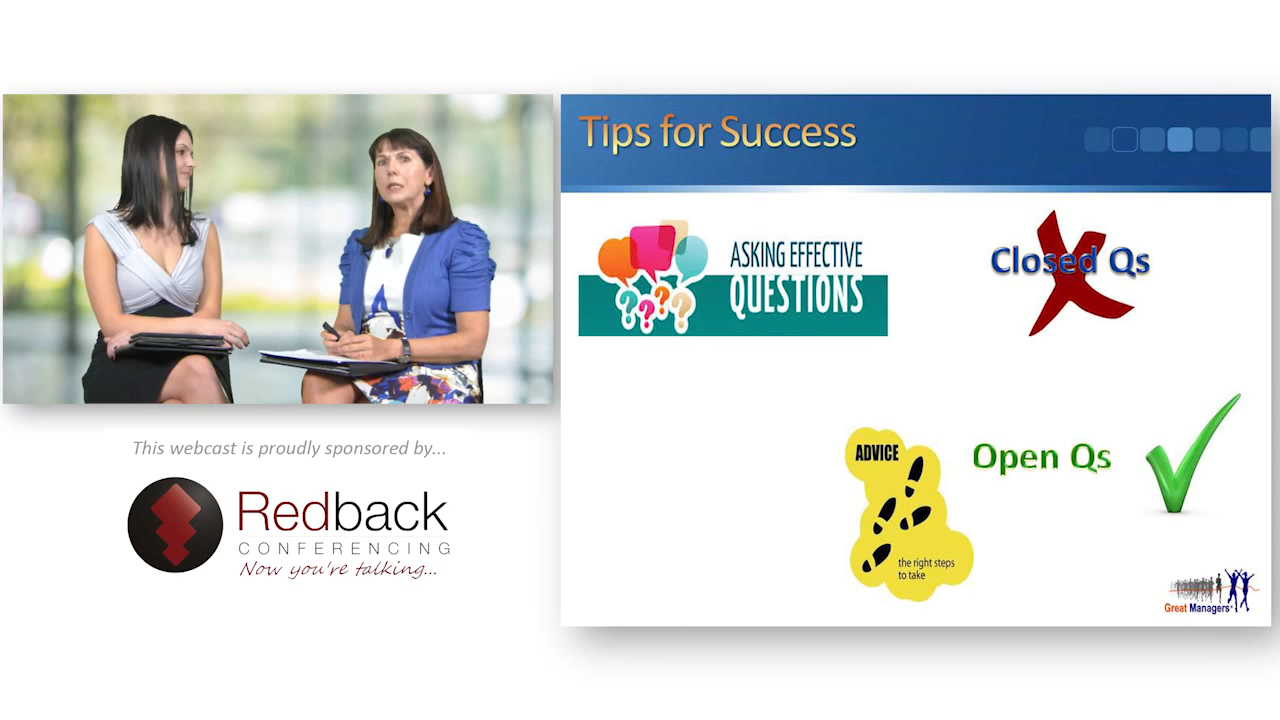 Tips for Success
ASKING EFFECTIVE
QUESTIONS
Closed Qs
ADVICE
the right steps
to take
Open Qs
Great Managers®
This webcast is proudly sponsored by...
Redback
CONFERENCING
Now you're talking...